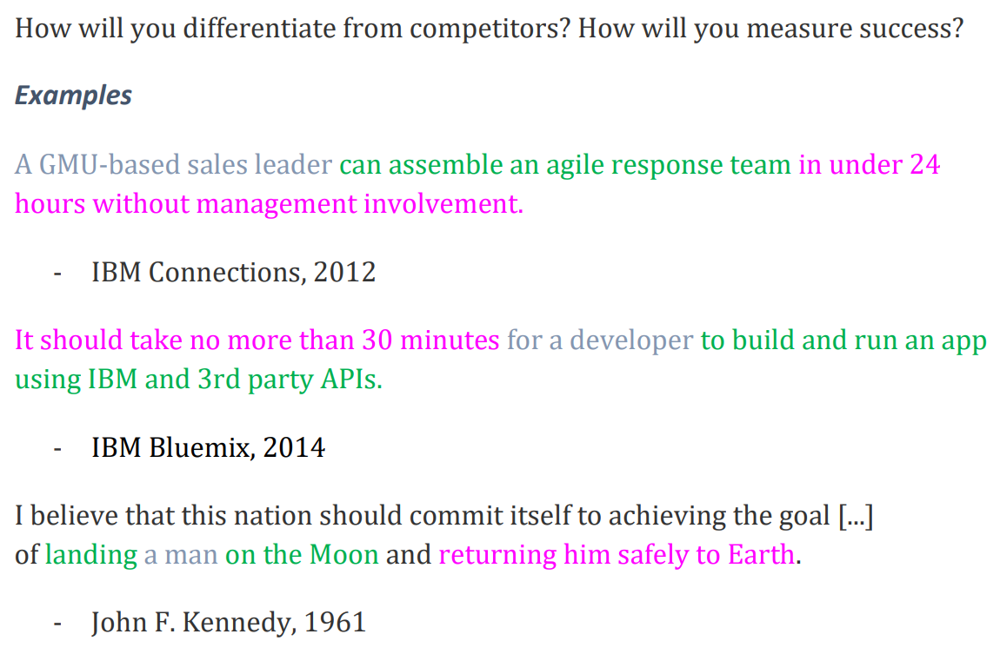 How will you differentiate from competitors? How will you measure success?
Examples
A GMU-based sales leader can assemble an agile response team in under 24
hours without management involvement.
- IBM Connections, 2012
It should take no more than 30 minutes for a developer to build and run an app
using IBM and 3rd party APIs.
- IBM Bluemix, 2014
I believe that this nation should commit itself to achieving the goal [...]
of landing a man on the Moon and returning him safely to Earth.
- John F. Kennedy, 1961